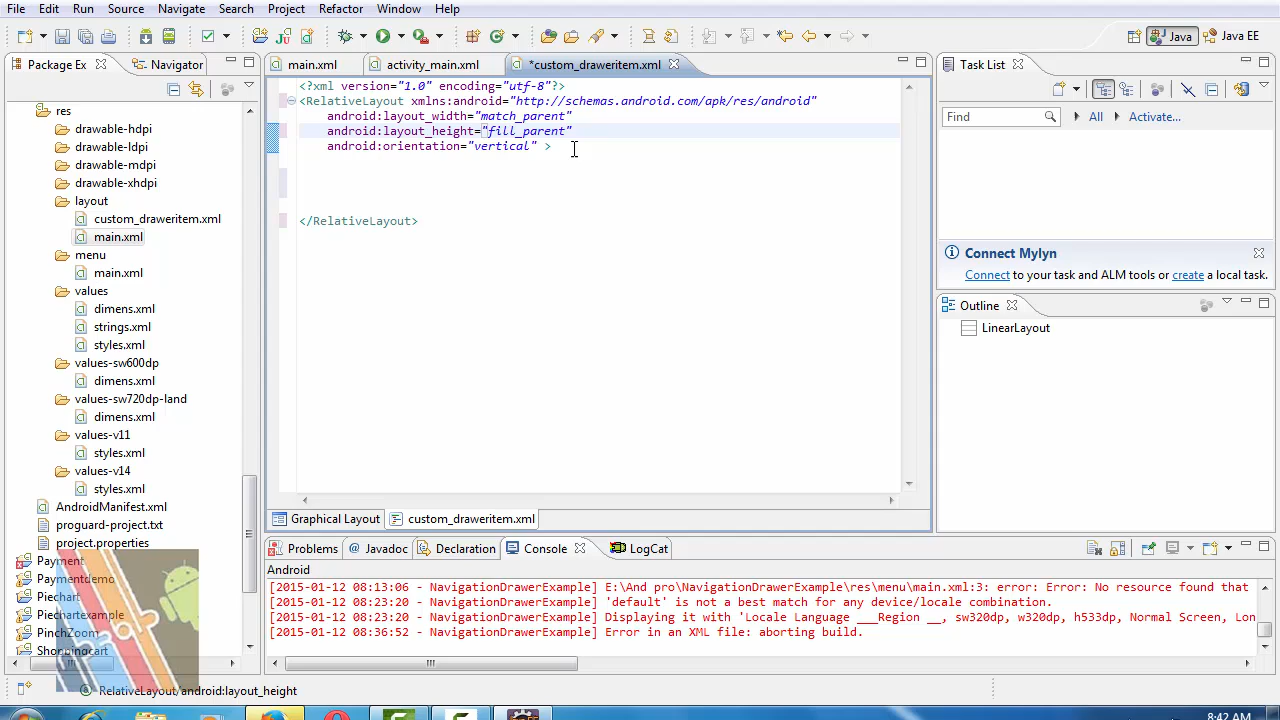 File Edit Run Source Navigate Search Project Refactor Window Help
Java Java EE
Package Ex Navigator
main.xml activity_main.xml *custom_draweritem.xml
Task List
res
drawable-hdpi
drawable-ldpi
drawable-mdpi
drawable-xhdpi
layout
custom_draweritem.xml
main.xml
menu
main.xml
values
dimens.xml
strings.xml
styles.xml
values-sw600dp
dimens.xml
values-sw720dp-land
dimens.xml
values-v11
styles.xml
values-v14
styles.xml
AndroidManifest.xml
proguard-project.txt
project.properties
Payment
Paymentdemo
Piechart
Piechartexample
PinchZoom
Shoppingcart
<?xml version="1.0" encoding="utf-8"?>
<RelativeLayout xmlns:android="http://schemas.android.com/apk/res/android"
android:layout_width="match_parent"
android:layout_height="fill_parent"
android:orientation="vertical" >
</RelativeLayout>
Graphical Layout custom_draweritem.xml
Find All Activate...
Connect Mylyn
Connect to your task and ALM tools or create a local task.
Outline
LinearLayout
Problems Javadoc Declaration Console LogCat
Android
[2015-01-12 08:13:06 - NavigationDrawerExample] E:\And pro\NavigationDrawerExample\res\menu\main.xml:3: error: Error: No resource found that
[2015-01-12 08:23:20 - NavigationDrawerExample] 'default' is not a best match for any device/locale combination.
[2015-01-12 08:23:20 - NavigationDrawerExample] Displaying it with 'Locale Language ___Region __, sw320dp, w320dp, h533dp, Normal Screen, Lon
[2015-01-12 08:36:52 - NavigationDrawerExample] Error in an XML file: aborting build.
RelativeLayout/android:layout_height
8:42 AM